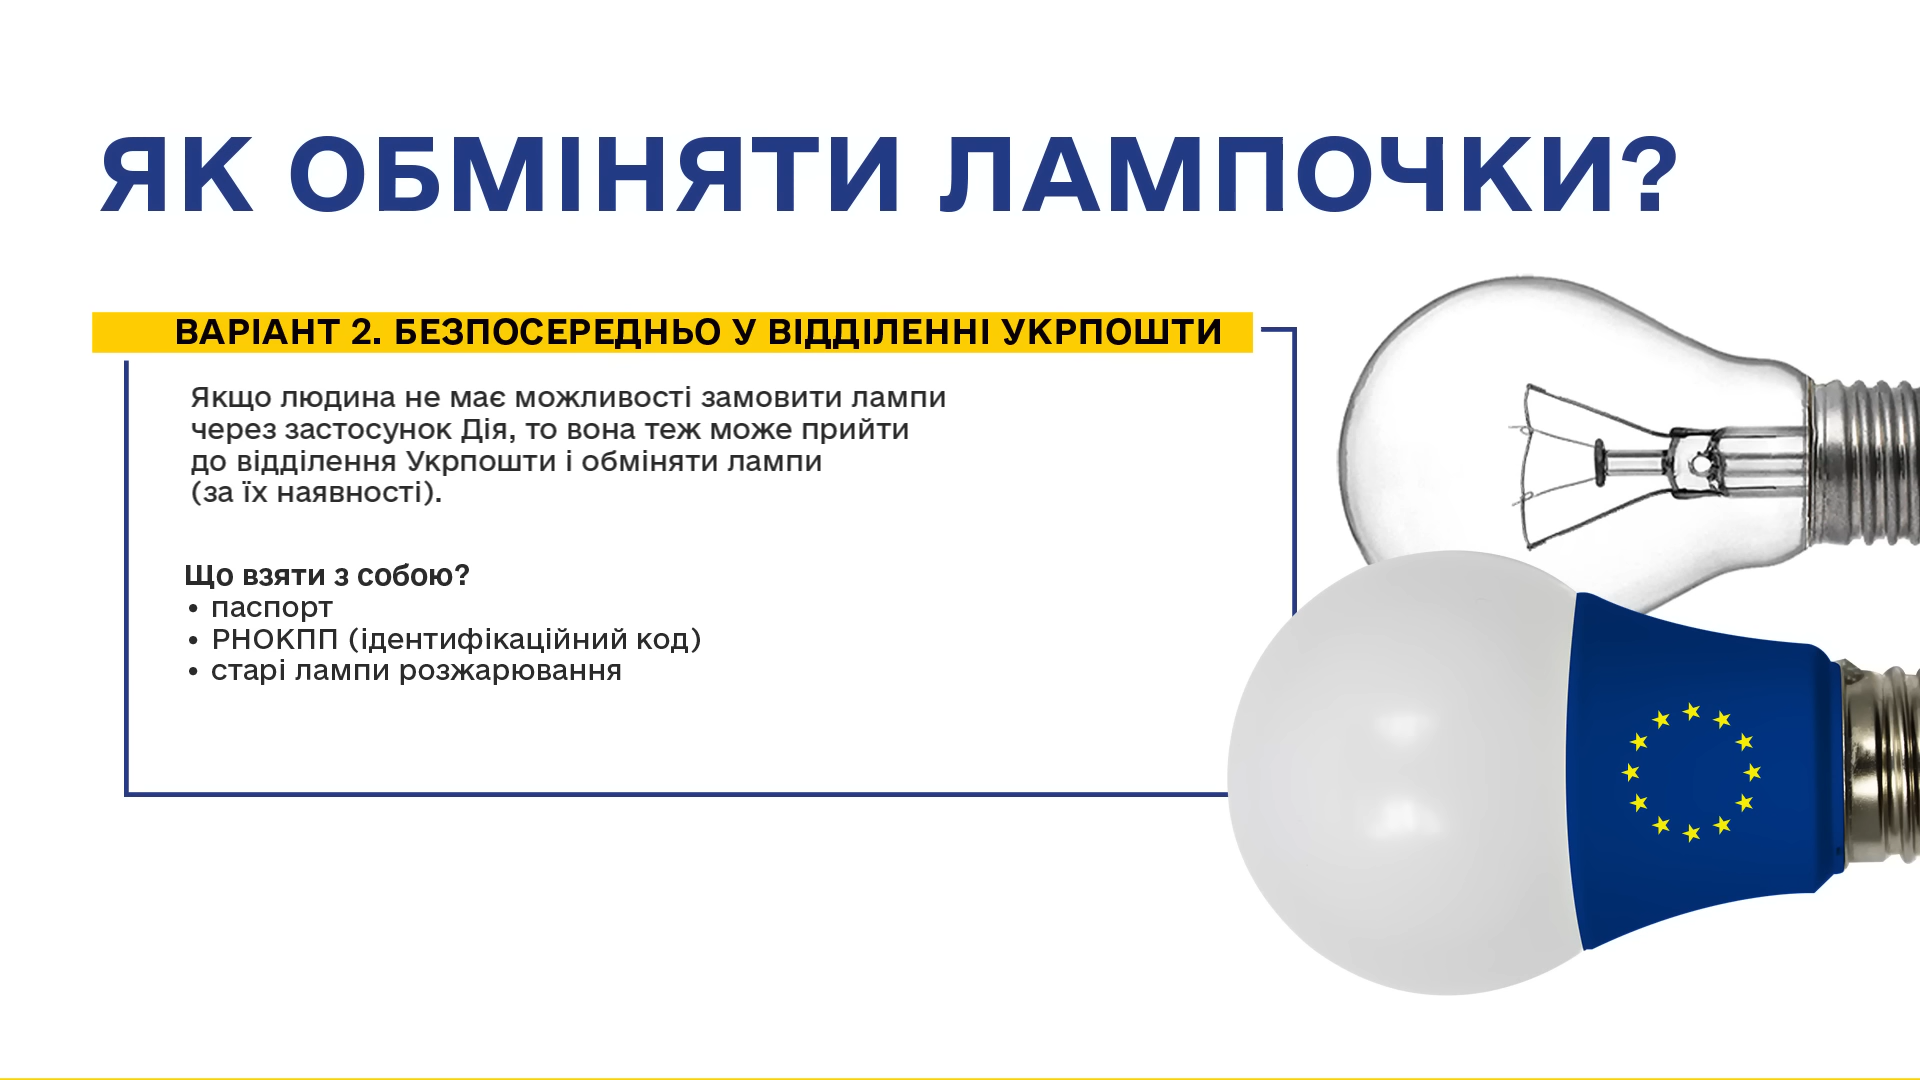 ЯК ОБМІНЯТИ ЛАМПОЧКИ?
ВАРІАНТ 2. БЕЗПОСЕРЕДНЬО У ВІДДІЛЕННІ УКРПОШТИ
Якщо людина не має можливості замовити лампи
через застосунок Дія, то вона теж може прийти
до відділення Укрпошти і обміняти лампи
(за їх наявності).
Що взяти з собою?
• паспорт
• РНОКПП (ідентифікаційний код)
• старі лампи розжарювання